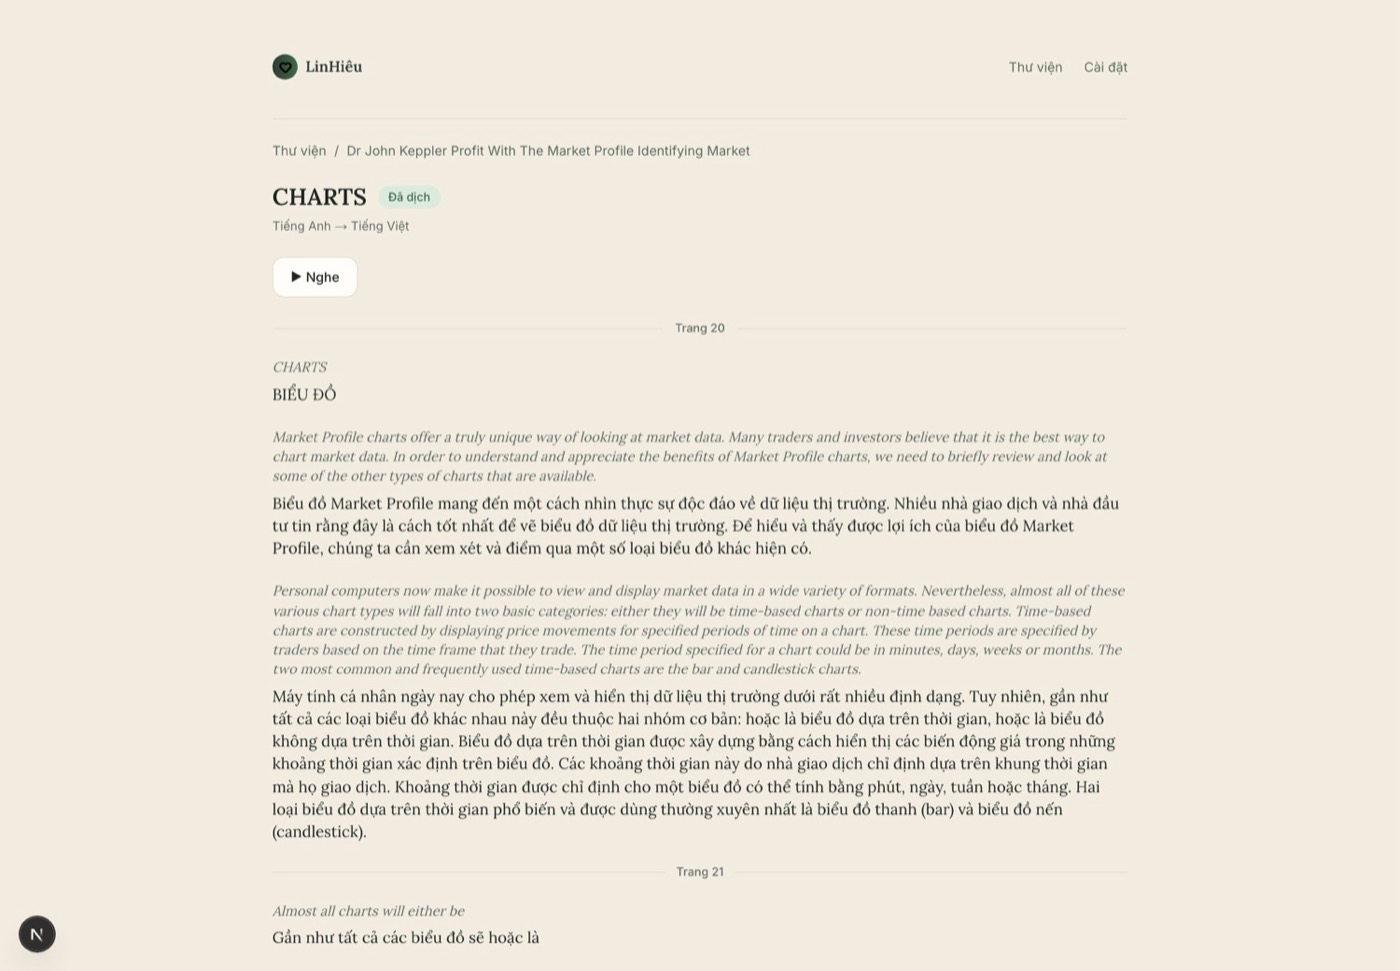 LinHiêu
Thư viện
Cài đặt
Thư viện / Dr John Keppler Profit With The Market Profile Identifying Market
CHARTS
Đã dịch
Tiếng Anh → Tiếng Việt
▶ Nghe
Trang 20
CHARTS
BIỂU ĐỒ
Market Profile charts offer a truly unique way of looking at market data. Many traders and investors believe that it is the best way to
chart market data. In order to understand and appreciate the benefits of Market Profile charts, we need to briefly review and look at
some of the other types of charts that are available.
Biểu đồ Market Profile mang đến một cách nhìn thực sự độc đáo về dữ liệu thị trường. Nhiều nhà giao dịch và nhà đầu
tư tin rằng đây là cách tốt nhất để vẽ biểu đồ dữ liệu thị trường. Để hiểu và thấy được lợi ích của biểu đồ Market
Profile, chúng ta cần xem xét và điểm qua một số loại biểu đồ khác hiện có.
Personal computers now make it possible to view and display market data in a wide variety of formats. Nevertheless, almost all of these
various chart types will fall into two basic categories: either they will be time-based charts or non-time based charts. Time-based
charts are constructed by displaying price movements for specified periods of time on a chart. These time periods are specified by
traders based on the time frame that they trade. The time period specified for a chart could be in minutes, days, weeks or months. The
two most common and frequently used time-based charts are the bar and candlestick charts.
Máy tính cá nhân ngày nay cho phép xem và hiển thị dữ liệu thị trường dưới rất nhiều định dạng. Tuy nhiên, gần như
tất cả các loại biểu đồ khác nhau này đều thuộc hai nhóm cơ bản: hoặc là biểu đồ dựa trên thời gian, hoặc là biểu đồ
không dựa trên thời gian. Biểu đồ dựa trên thời gian được xây dựng bằng cách hiển thị các biến động giá trong những
khoảng thời gian xác định trên biểu đồ. Các khoảng thời gian này do nhà giao dịch chỉ định dựa trên khung thời gian
mà họ giao dịch. Khoảng thời gian được chỉ định cho một biểu đồ có thể tính bằng phút, ngày, tuần hoặc tháng. Hai
loại biểu đồ dựa trên thời gian phổ biến và được dùng thường xuyên nhất là biểu đồ thanh (bar) và biểu đồ nến
(candlestick).
Trang 21
Almost all charts will either be
Gần như tất cả các biểu đồ sẽ hoặc là
N